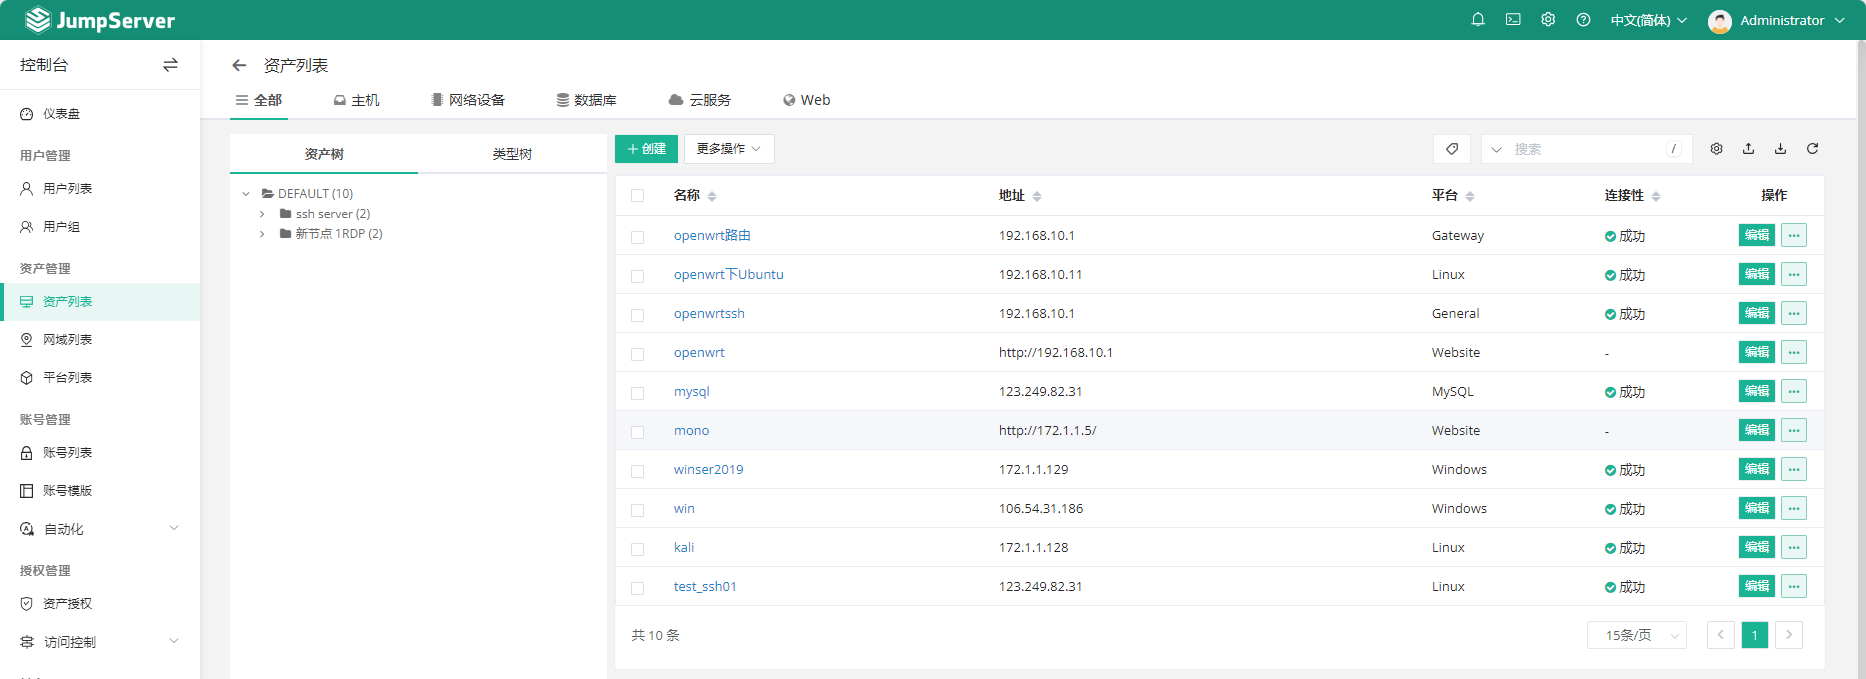 JumpServer
中文(简体)
Administrator
控制台
仪表盘
用户管理
用户列表
用户组
资产管理
资产列表
网域列表
平台列表
账号管理
账号列表
账号模版
自动化
授权管理
资产授权
访问控制
资产列表
全部 主机 网络设备 数据库 云服务 Web
资产树 类型树
DEFAULT (10)
ssh server (2)
新节点 1RDP (2)
+ 创建 更多操作 搜索 /
名称 地址 平台 连接性 操作
openwrt路由 192.168.10.1 Gateway 成功 编辑 ...
openwrt下Ubuntu 192.168.10.11 Linux 成功 编辑 ...
openwrtssh 192.168.10.1 General 成功 编辑 ...
openwrt http://192.168.10.1 Website - 编辑 ...
mysql 123.249.82.31 MySQL 成功 编辑 ...
mono http://172.1.1.5/ Website - 编辑 ...
winser2019 172.1.1.129 Windows 成功 编辑 ...
win 106.54.31.186 Windows 成功 编辑 ...
kali 172.1.1.128 Linux 成功 编辑 ...
test_ssh01 123.249.82.31 Linux 成功 编辑 ...
共 10 条 15条/页 < 1 >